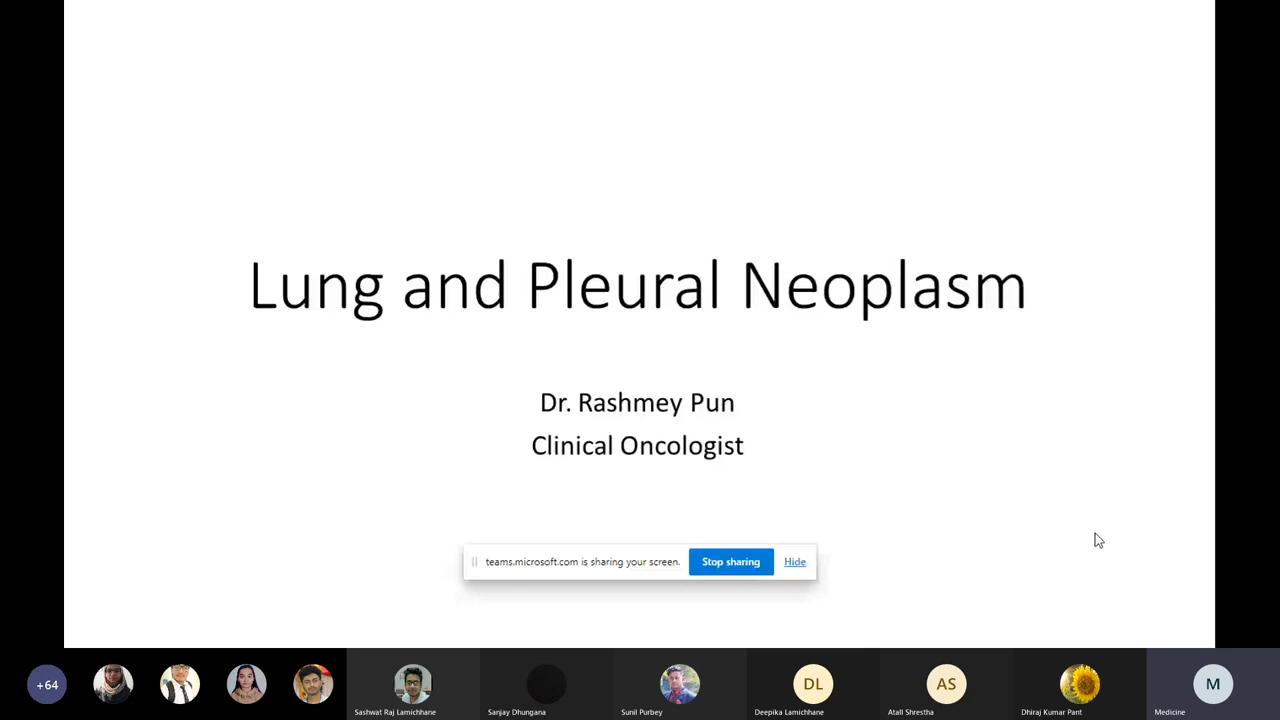 Lung and Pleural Neoplasm
Dr. Rashmey Pun
Clinical Oncologist
teams.microsoft.com is sharing your screen.
Stop sharing
Hide
+64
Sashwat Raj Lamichhane
Sanjay Dhungana
Sunil Purbey
DL
Deepika Lamichhane
AS
Atall Shrestha
Dhiraj Kumar Pant
M
Medicine